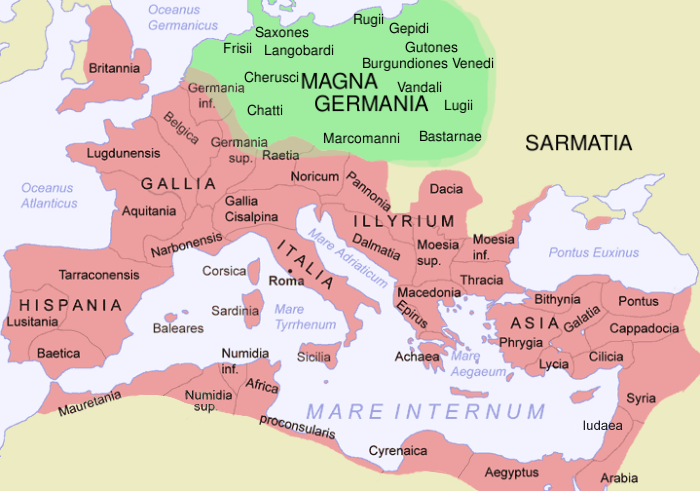 Oceanus
Germanicus
Rugii
Saxones
Gepidi
Frisii
Langobardi
Gutones
Burgundiones
Venedi
Britannia
Cherusci
MAGNA
GERMANIA
Vandali
Germania
inf.
Chatti
Lugii
Belgica
Marcomanni
Bastarnae
Germania
sup.
SARMATIA
Lugdunensis
Raetia
Noricum
Pannonia
Dacia
GALLIA
Oceanus
Atlanticus
Aquitania
Gallia
Cisalpina
ILLYRIUM
Mare Adriaticum
Dalmatia
Moesia
sup.
Moesia
inf.
Pontus Euxinus
Narbonensis
ITALIA
Tarraconensis
Corsica
Roma
Thracia
Macedonia
HISPANIA
Lusitania
Sardinia
Mare
Tyrrhenum
Epirus
Bithynia
Pontus
Galatia
ASIA
Cappadocia
Baleares
Phrygia
Baetica
Numidia
inf.
Sicilia
Achaea
Mare
Aegaeum
Lycia
Cilicia
Mauretania
Numidia
sup.
Africa
proconsularis
MARE INTERNUM
Syria
Iudaea
Cyrenaica
Aegyptus
Arabia